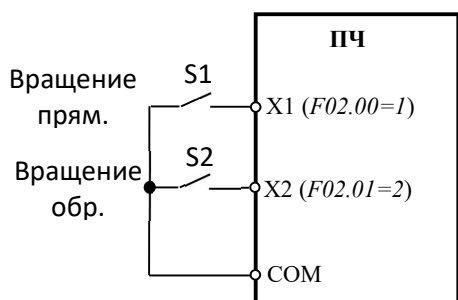 ПЧ
Вращение
прям.
S1
X1 (F02.00=1)
Вращение
обр.
S2
X2 (F02.01=2)
COM